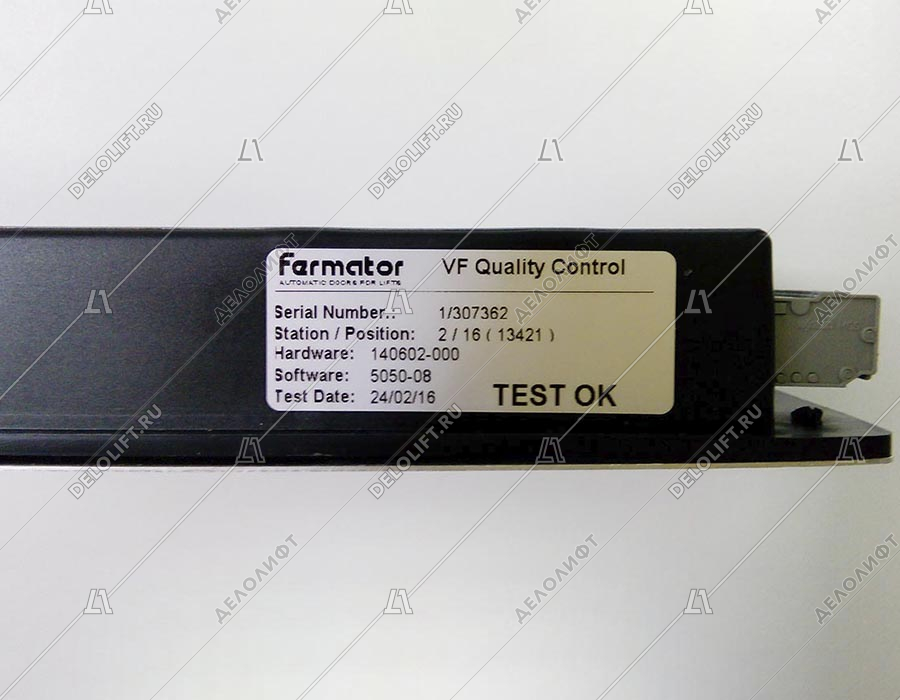 Fermator
AUTOMATIC DOORS FOR LIFTS
VF Quality Control
Serial Number.: 1/307362
Station / Position: 2 / 16 ( 13421 )
Hardware: 140602-000
Software: 5050-08
Test Date: 24/02/16
TEST OK
DELOLIFT.RU
ДЕЛОЛИФТ